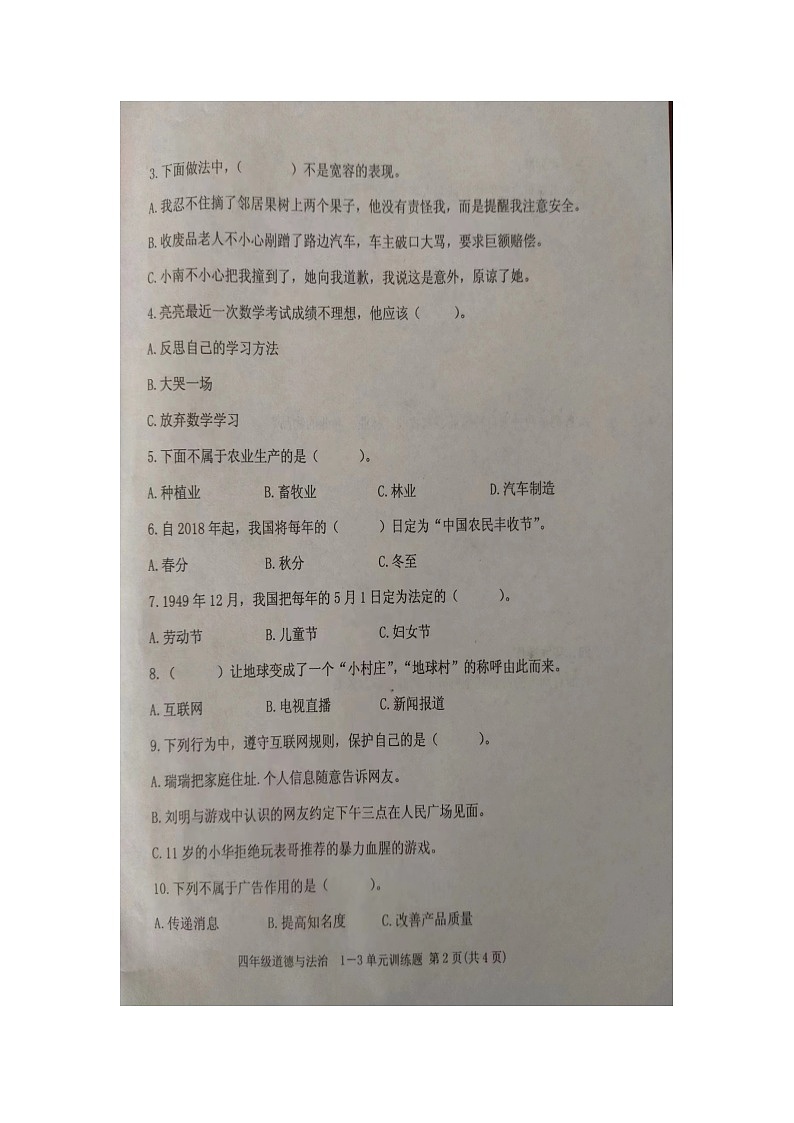 3.下面做法中，（　　）不是宽容的表现。
A.我忍不住摘了邻居果树上两个果子，他没有责怪我，而是提醒我注意安全。
B.收废品老人不小心剐蹭了路边汽车，车主破口大骂，要求巨额赔偿。
C.小南不小心把我撞到了，她向我道歉，我说这是意外，原谅了她。
4.亮亮最近一次数学考试成绩不理想，他应该（　　）。
A.反思自己的学习方法
B.大哭一场
C.放弃数学学习
5.下面不属于农业生产的是（　　）。
A.种植业　　B.畜牧业　　C.林业　　D.汽车制造
6.自2018年起，我国将每年的（　　）日定为“中国农民丰收节”。
A.春分　　B.秋分　　C.冬至
7.1949年12月，我国把每年的5月1日定为法定的（　　）。
A.劳动节　　B.儿童节　　C.妇女节
8.（　　）让地球变成了一个“小村庄”，“地球村”的称呼由此而来。
A.互联网　　B.电视直播　　C.新闻报道
9.下列行为中，遵守互联网规则，保护自己的是（　　）。
A.瑞瑞把家庭住址.个人信息随意告诉网友。
B.刘明与游戏中认识的网友约定下午三点在人民广场见面。
C.11岁的小华拒绝玩表哥推荐的暴力血腥的游戏。
10.下列不属于广告作用的是（　　）。
A.传递消息　　B.提高知名度　　C.改善产品质量
四年级道德与法治　1－3单元训练题 第2页(共4页)